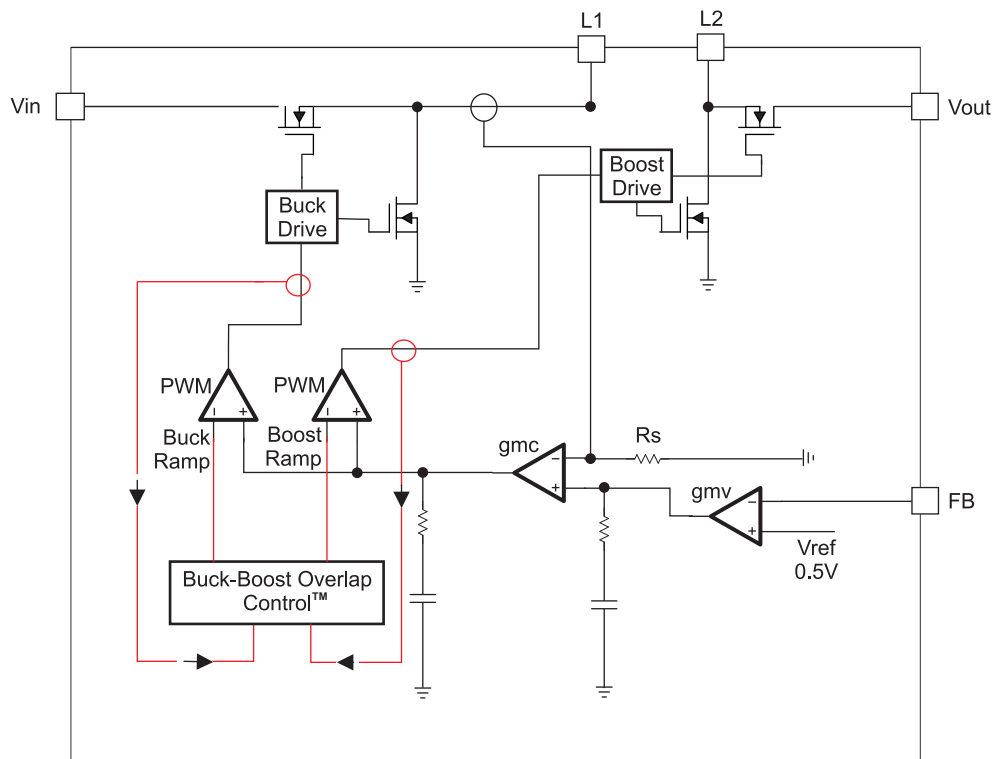 L1
L2
Vin
Vout
Boost
Drive
Buck
Drive
PWM
PWM
Buck
Ramp
Boost
Ramp
gmc
Rs
gmv
FB
Vref
0.5V
Buck-Boost Overlap
Control™